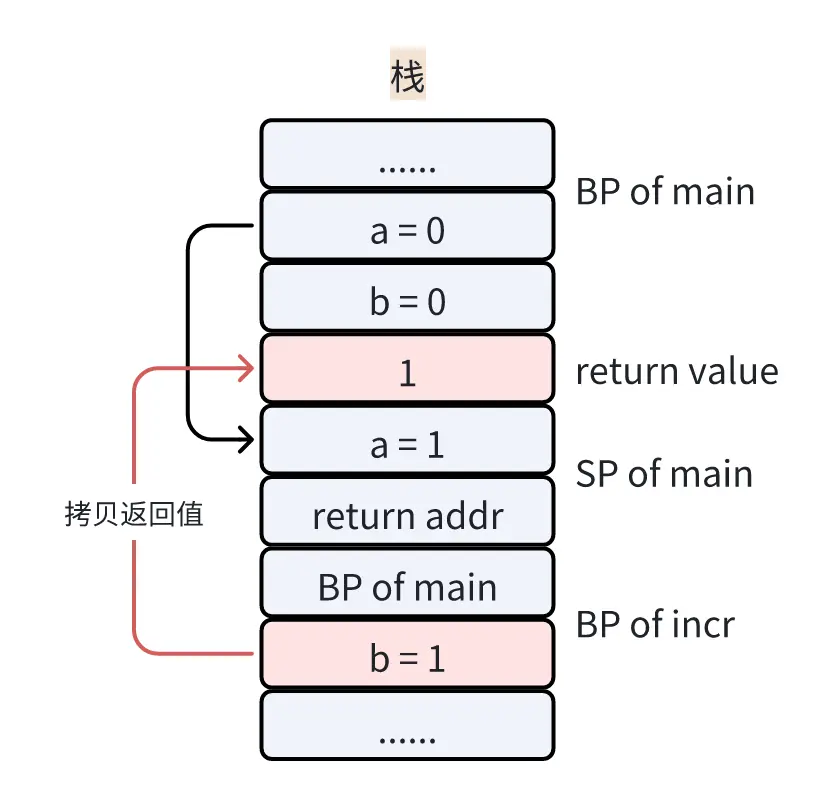 栈
......
BP of main
a = 0
b = 0
1
return value
a = 1
SP of main
return addr
拷贝返回值
BP of main
BP of incr
b = 1
......